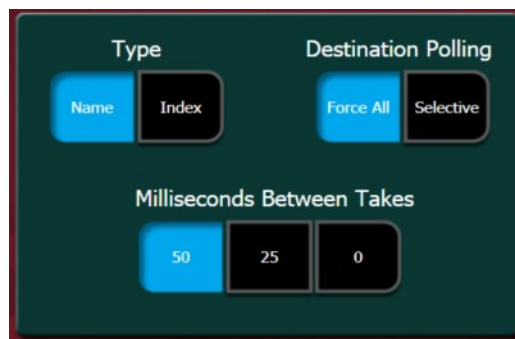 Type
Destination Polling
Name
Index
Force All
Selective
Milliseconds Between Takes
50
25
0